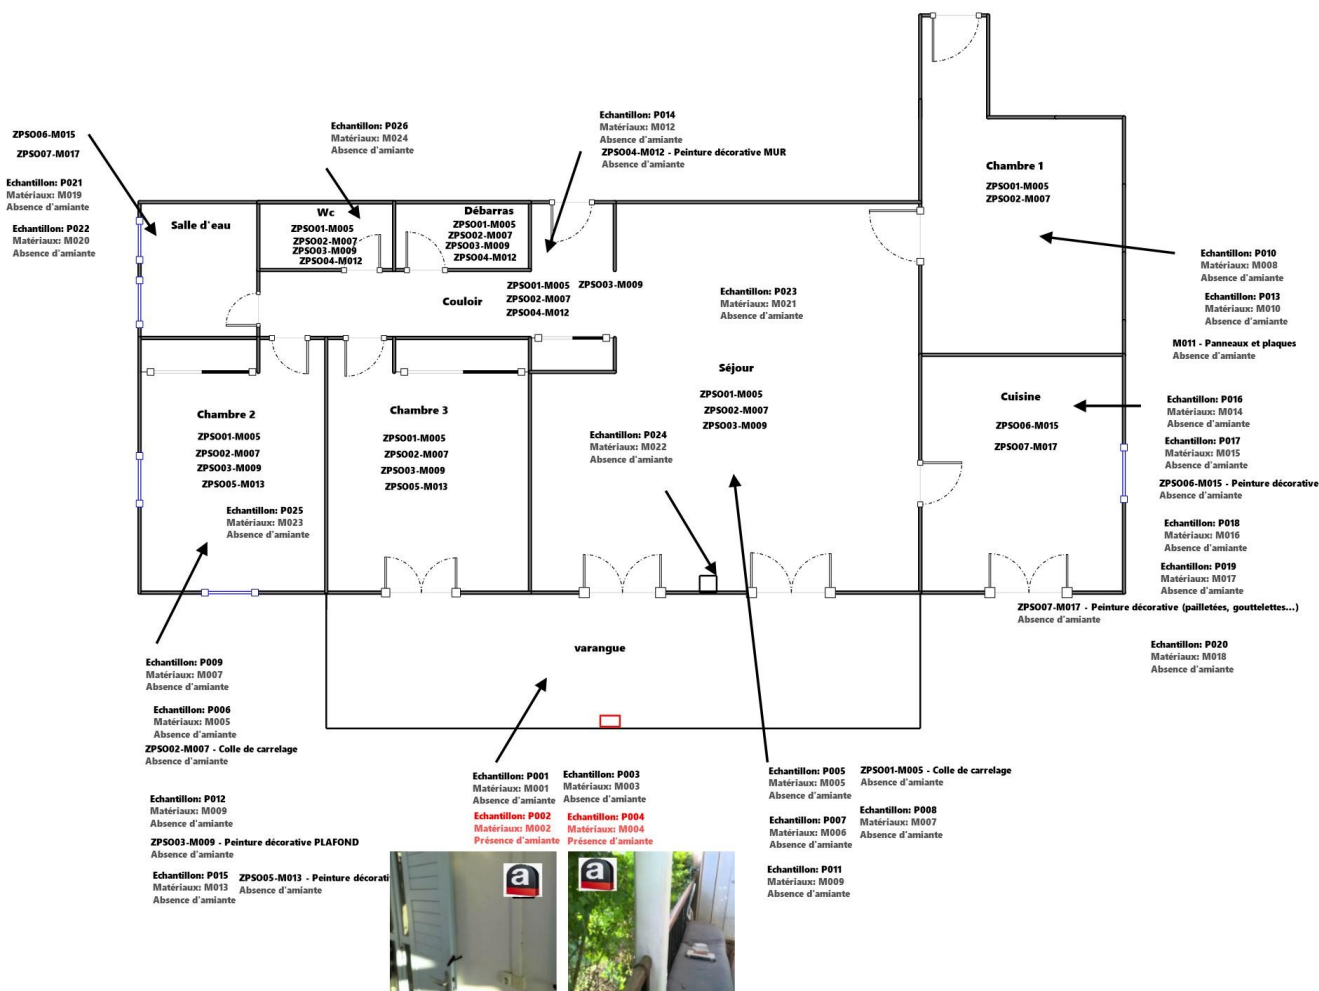 ZPSO06-M015
ZPSO07-M017
Echantillon: P021
Matériaux: M019
Absence d'amiante
Echantillon: P022
Matériaux: M020
Absence d'amiante
Echantillon: P026
Matériaux: M024
Absence d'amiante
Echantillon: P014
Matériaux: M012
Absence d'amiante
ZPSO04-M012 - Peinture décorative MUR
Absence d'amiante
Salle d'eau
Wc
ZPSO01-M005
ZPSO02-M007
ZPSO03-M009
ZPSO04-M012
Débarras
ZPSO01-M005
ZPSO02-M007
ZPSO03-M009
ZPSO04-M012
Couloir
ZPSO01-M005
ZPSO02-M007
ZPSO04-M012
ZPSO03-M009
Chambre 1
ZPSO01-M005
ZPSO02-M007
Echantillon: P010
Matériaux: M008
Absence d'amiante
Echantillon: P013
Matériaux: M010
Absence d'amiante
M011 - Panneaux et plaques
Absence d'amiante
Echantillon: P023
Matériaux: M021
Absence d'amiante
Séjour
ZPSO01-M005
ZPSO02-M007
ZPSO03-M009
Echantillon: P024
Matériaux: M022
Absence d'amiante
Chambre 2
ZPSO01-M005
ZPSO02-M007
ZPSO03-M009
ZPSO05-M013
Echantillon: P025
Matériaux: M023
Absence d'amiante
Chambre 3
ZPSO01-M005
ZPSO02-M007
ZPSO03-M009
ZPSO05-M013
Cuisine
ZPSO06-M015
ZPSO07-M017
Echantillon: P016
Matériaux: M014
Absence d'amiante
Echantillon: P017
Matériaux: M015
Absence d'amiante
ZPSO06-M015 - Peinture décorative
Absence d'amiante
Echantillon: P018
Matériaux: M016
Absence d'amiante
Echantillon: P019
Matériaux: M017
Absence d'amiante
ZPSO07-M017 - Peinture décorative (pailletées, gouttelettes...)
Absence d'amiante
Echantillon: P020
Matériaux: M018
Absence d'amiante
varangue
Echantillon: P009
Matériaux: M007
Absence d'amiante
Echantillon: P006
Matériaux: M005
Absence d'amiante
ZPSO02-M007 - Colle de carrelage
Absence d'amiante
Echantillon: P012
Matériaux: M009
Absence d'amiante
ZPSO03-M009 - Peinture décorative PLAFOND
Absence d'amiante
Echantillon: P015
Matériaux: M013
Absence d'amiante
ZPSO05-M013 - Peinture décorati
Absence d'amiante
Echantillon: P001
Matériaux: M001
Absence d'amiante
Echantillon: P003
Matériaux: M003
Absence d'amiante
Echantillon: P002
Matériaux: M002
Présence d'amiante
Echantillon: P004
Matériaux: M004
Présence d'amiante
a
a
Echantillon: P005
Matériaux: M005
Absence d'amiante
ZPSO01-M005 - Colle de carrelage
Absence d'amiante
Echantillon: P007
Matériaux: M006
Absence d'amiante
Echantillon: P008
Matériaux: M007
Absence d'amiante
Echantillon: P011
Matériaux: M009
Absence d'amiante